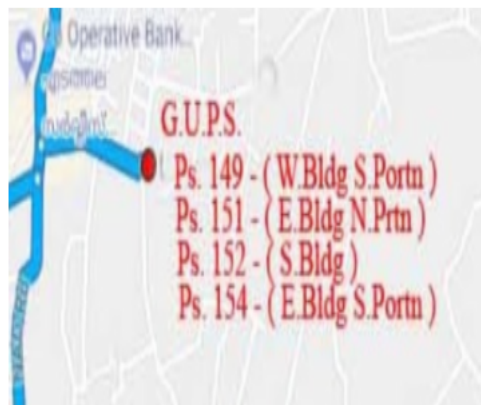 Operative Bank...
G.U.P.S.
Ps. 149 - ( W.Bldg S.Portn )
Ps. 151 - ( E.Bldg N.Prtn )
Ps. 152 - ( S.Bldg )
Ps. 154 - ( E.Bldg S.Portn )